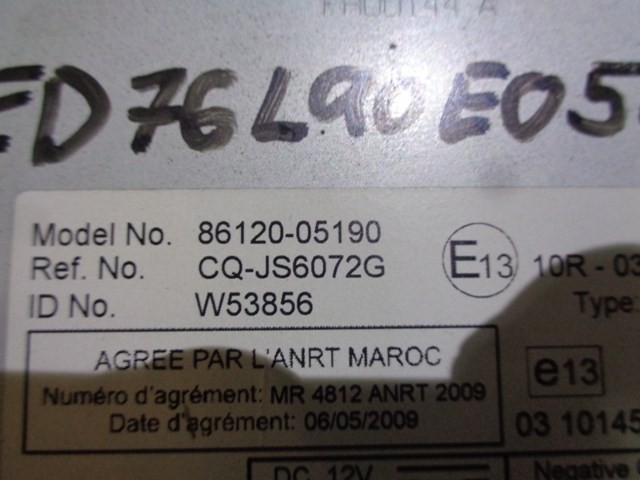 ED76L90E05
Model No. 86120-05190
Ref. No. CQ-JS6072G
ID No. W53856
E13 10R - 03
Type
AGREE PAR L'ANRT MAROC
Numéro d'agrément: MR 4812 ANRT 2009
Date d'agrément: 06/05/2009
e13
03 10145
DC 12V
Negative